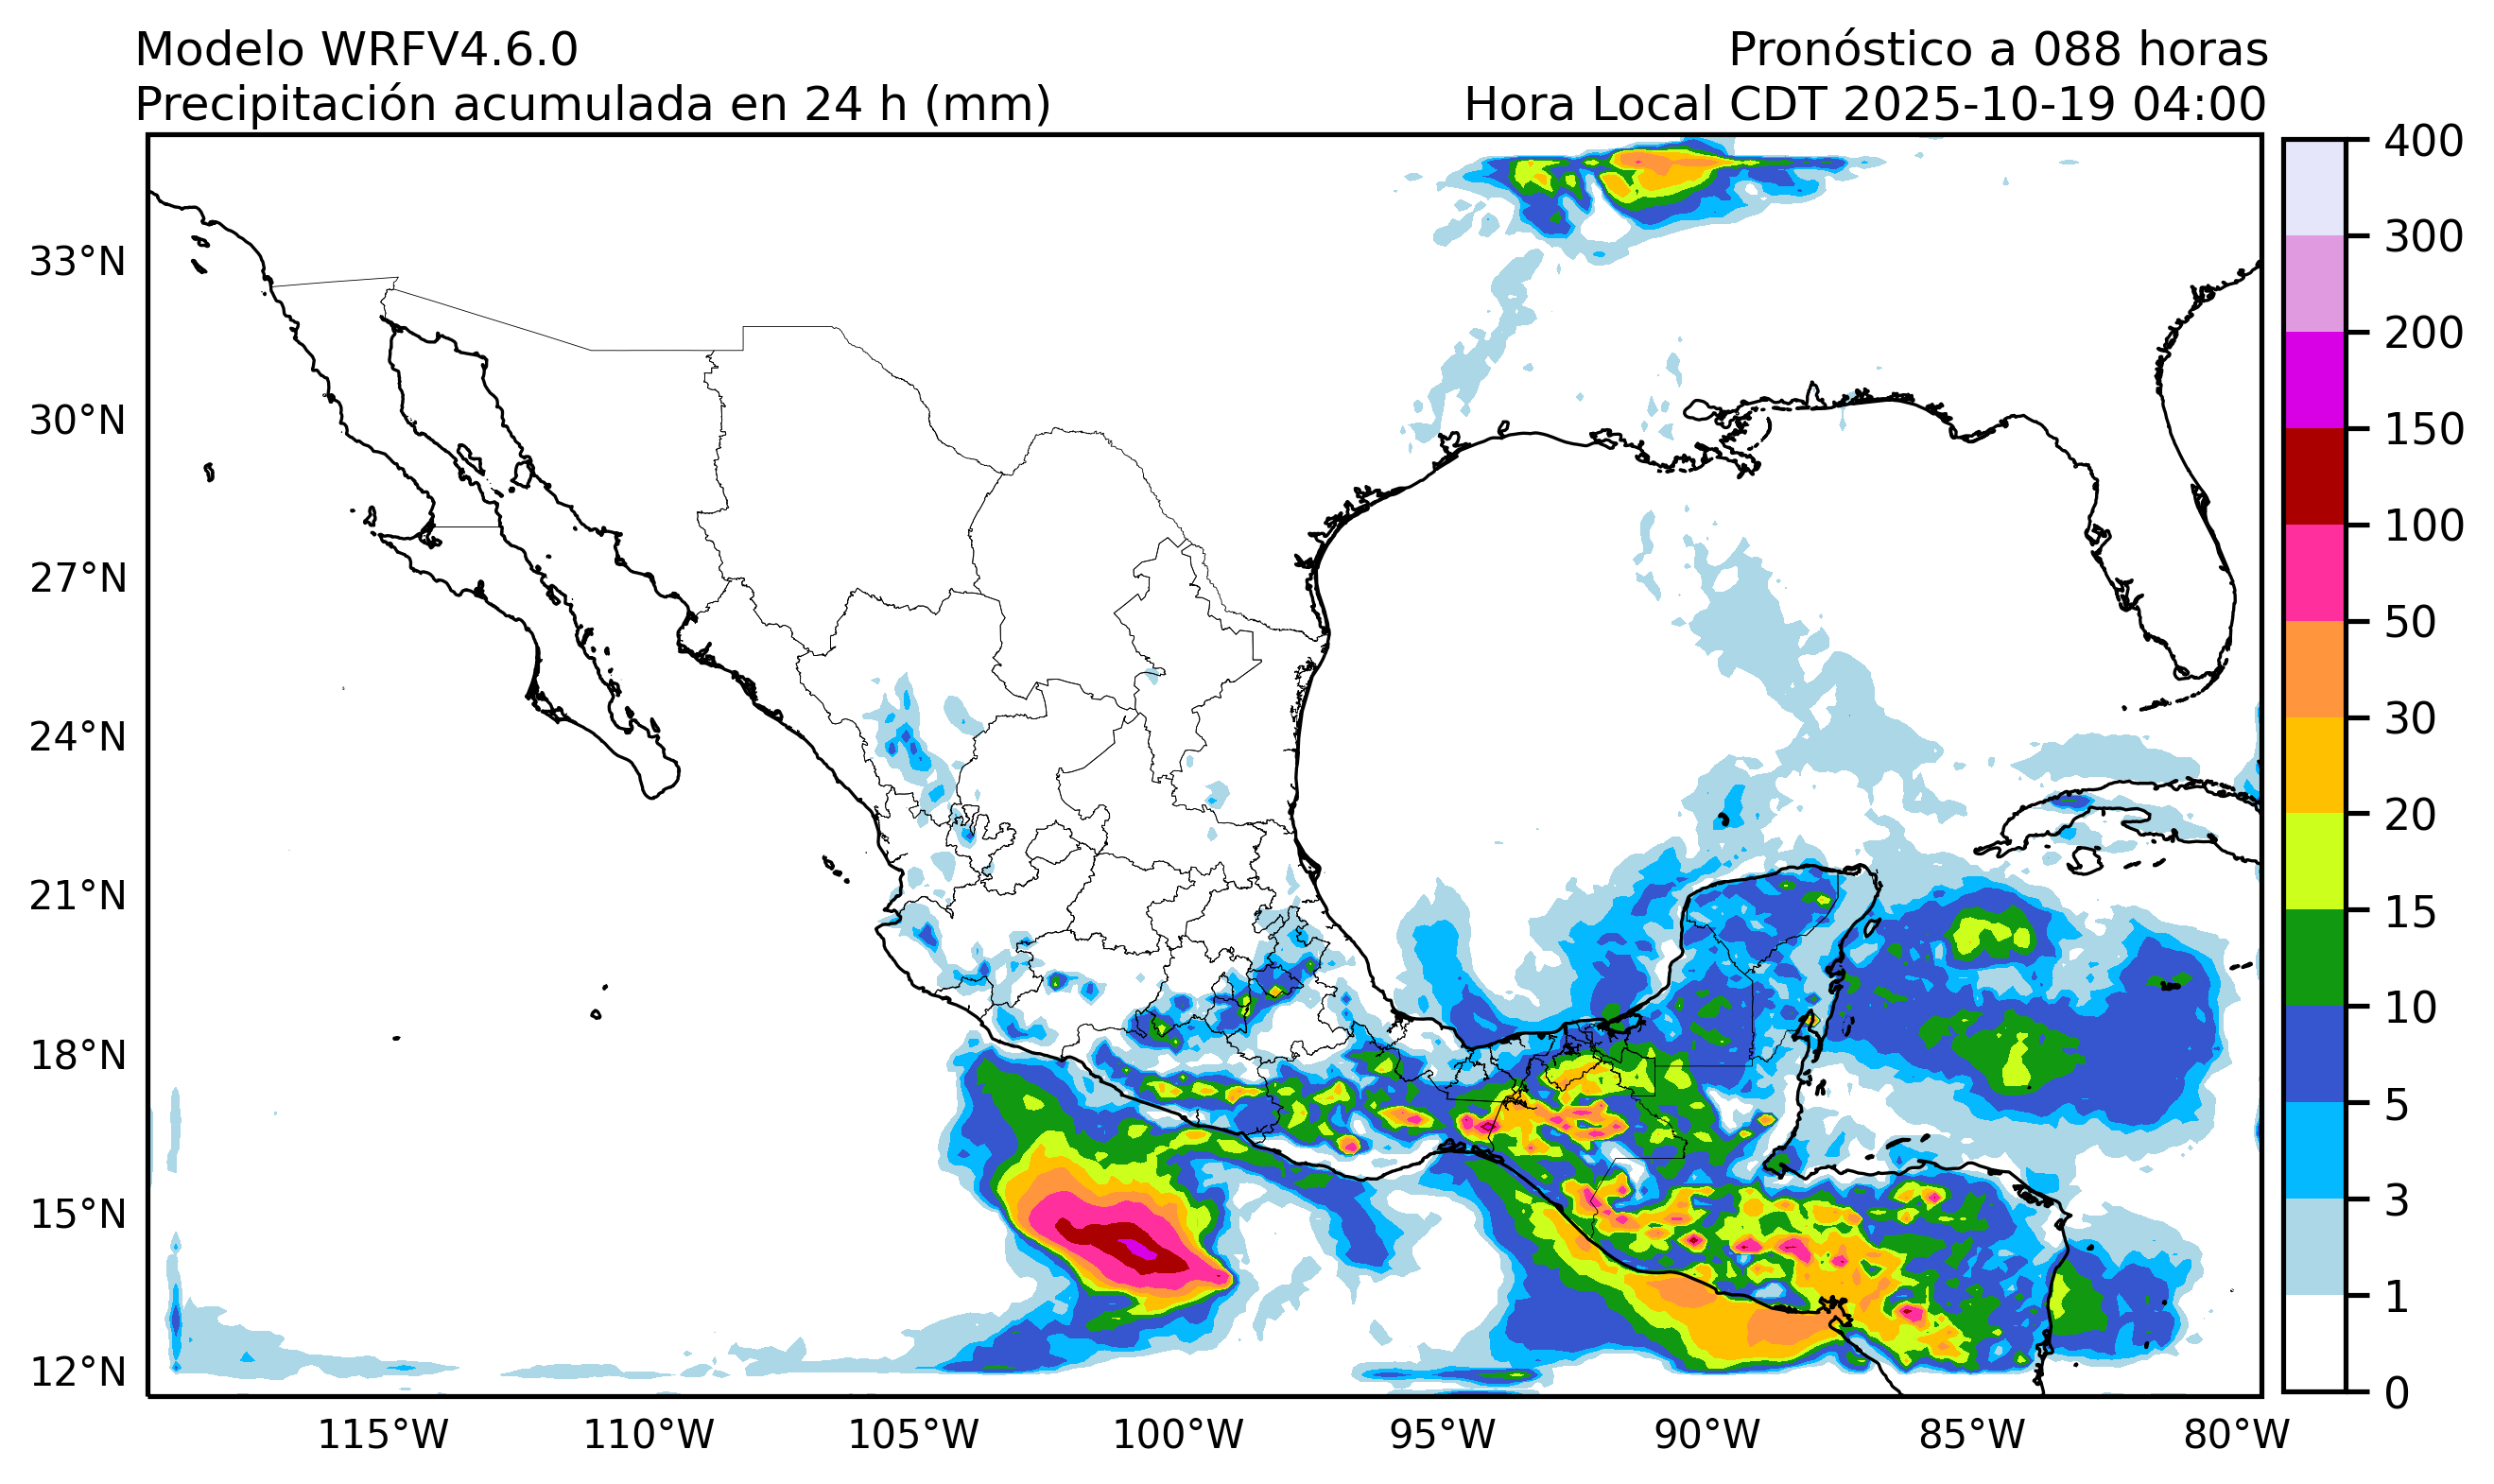 Modelo WRFV4.6.0
Pronóstico a 088 horas
Precipitación acumulada en 24 h (mm)
Hora Local CDT 2025-10-19 04:00
33°N
30°N
27°N
24°N
21°N
18°N
15°N
12°N
115°W
110°W
105°W
100°W
95°W
90°W
85°W
80°W
400
300
200
150
100
50
30
20
15
10
5
3
1
0